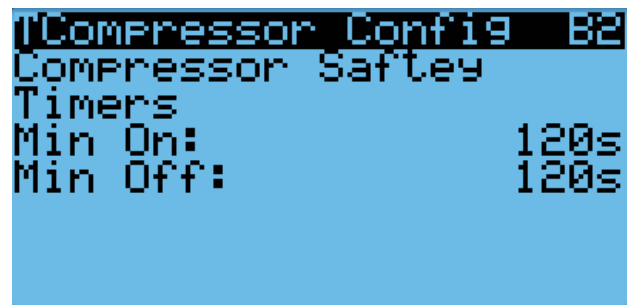 ↑Compressor Config B2
Compressor Saftey
Timers
Min On: 120s
Min Off: 120s